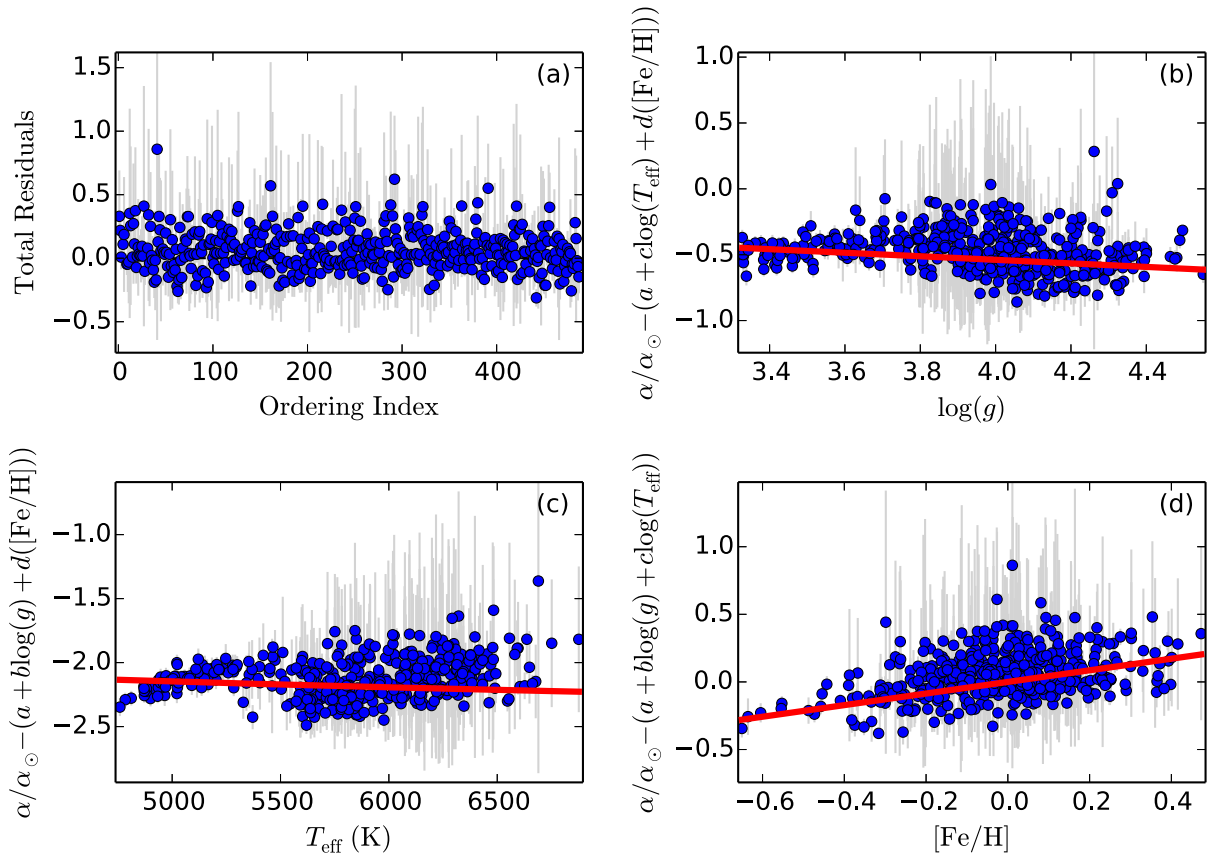 (a)
1.5
1.0
0.5
0.0
−0.5
Total Residuals
0 100 200 300 400
Ordering Index
(b)
1.0
0.5
0.0
−0.5
−1.0
α/α⊙−(a+clog(Teff)+d([Fe/H]))
3.4 3.6 3.8 4.0 4.2 4.4
log(g)
(c)
−1.0
−1.5
−2.0
−2.5
α/α⊙−(a+blog(g)+d([Fe/H]))
5000 5500 6000 6500
Teff (K)
(d)
1.0
0.5
0.0
−0.5
α/α⊙−(a+blog(g)+clog(Teff))
−0.6 −0.4 −0.2 0.0 0.2 0.4
[Fe/H]